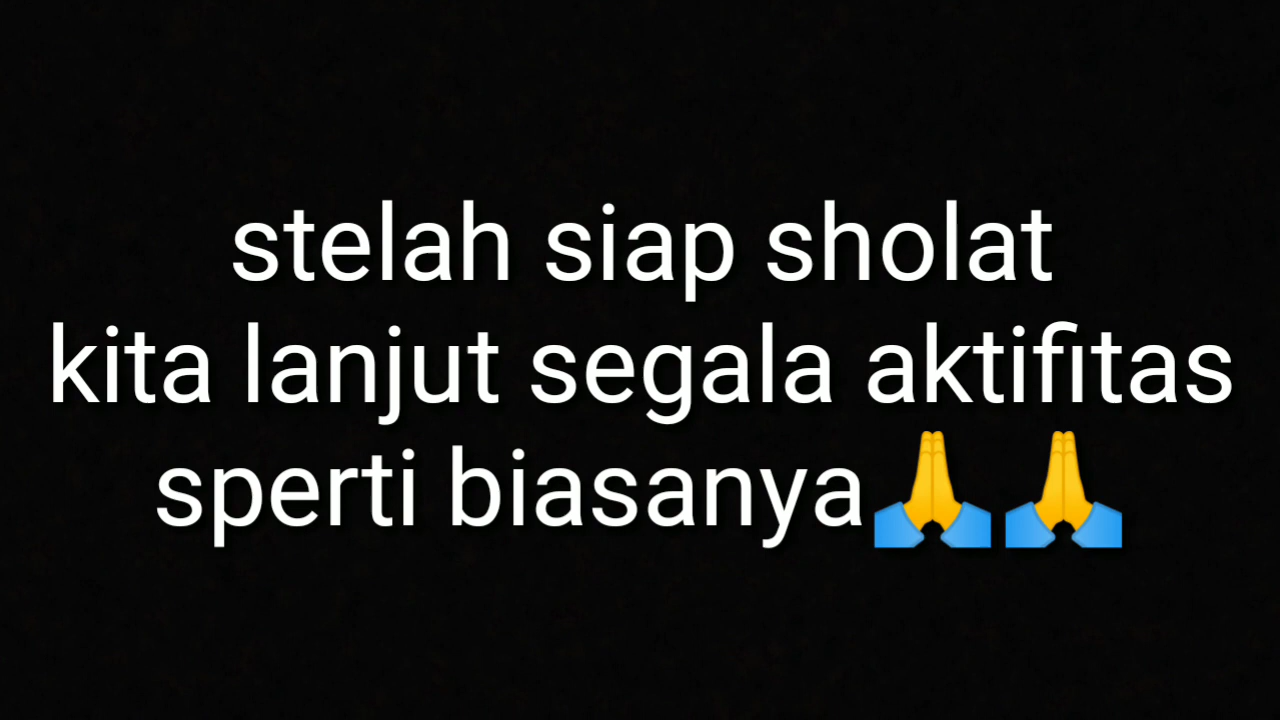 stelah siap sholat
kita lanjut segala aktifitas
sperti biasanya🙏🙏